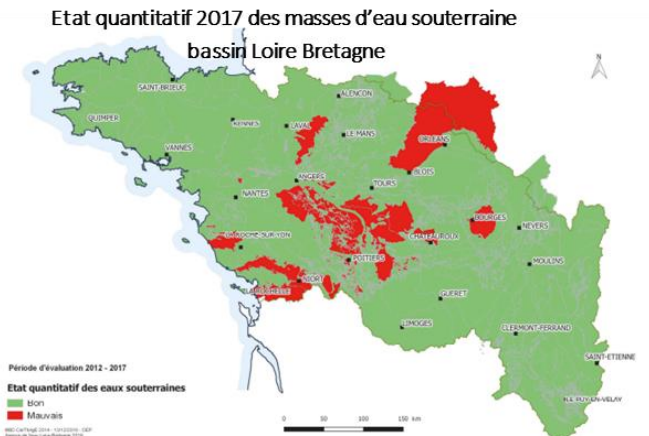 Etat quantitatif 2017 des masses d’eau souterraine
bassin Loire Bretagne
N
ALENCON
SAINT-BRIEUC
QUIMPER
RENNES
LAVAL
LE MANS
ORLEANS
VANNES
BLOIS
ANGERS
TOURS
NANTES
BOURGES
NEVERS
LA ROCHE-SUR-YON
CHATEAUROUX
POITIERS
MOULINS
NIORT
LA ROCHELLE
GUERET
LIMOGES
CLERMONT-FERRAND
SAINT-ETIENNE
LE PUY-EN-VELAY
Période d'évaluation 2012 - 2017
Etat quantitatif des eaux souterraines
Bon
Mauvais
0 50 100 150 km